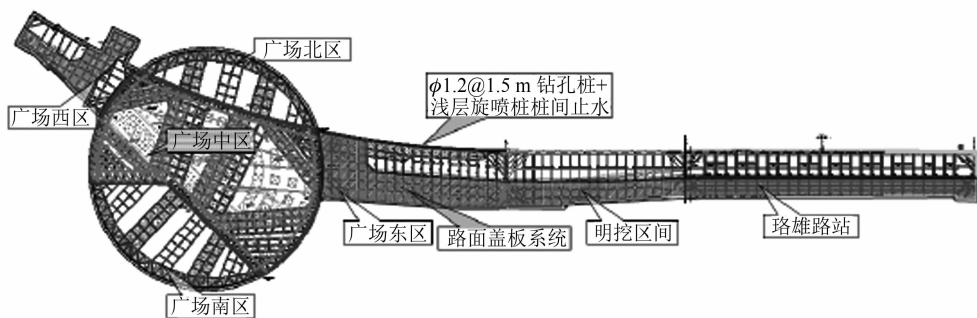 广场北区
φ1.2@1.5 m 钻孔桩+
浅层旋喷桩桩间止水
广场西区
广场中区
广场东区
路面盖板系统
明挖区间
珞雄路站
广场南区